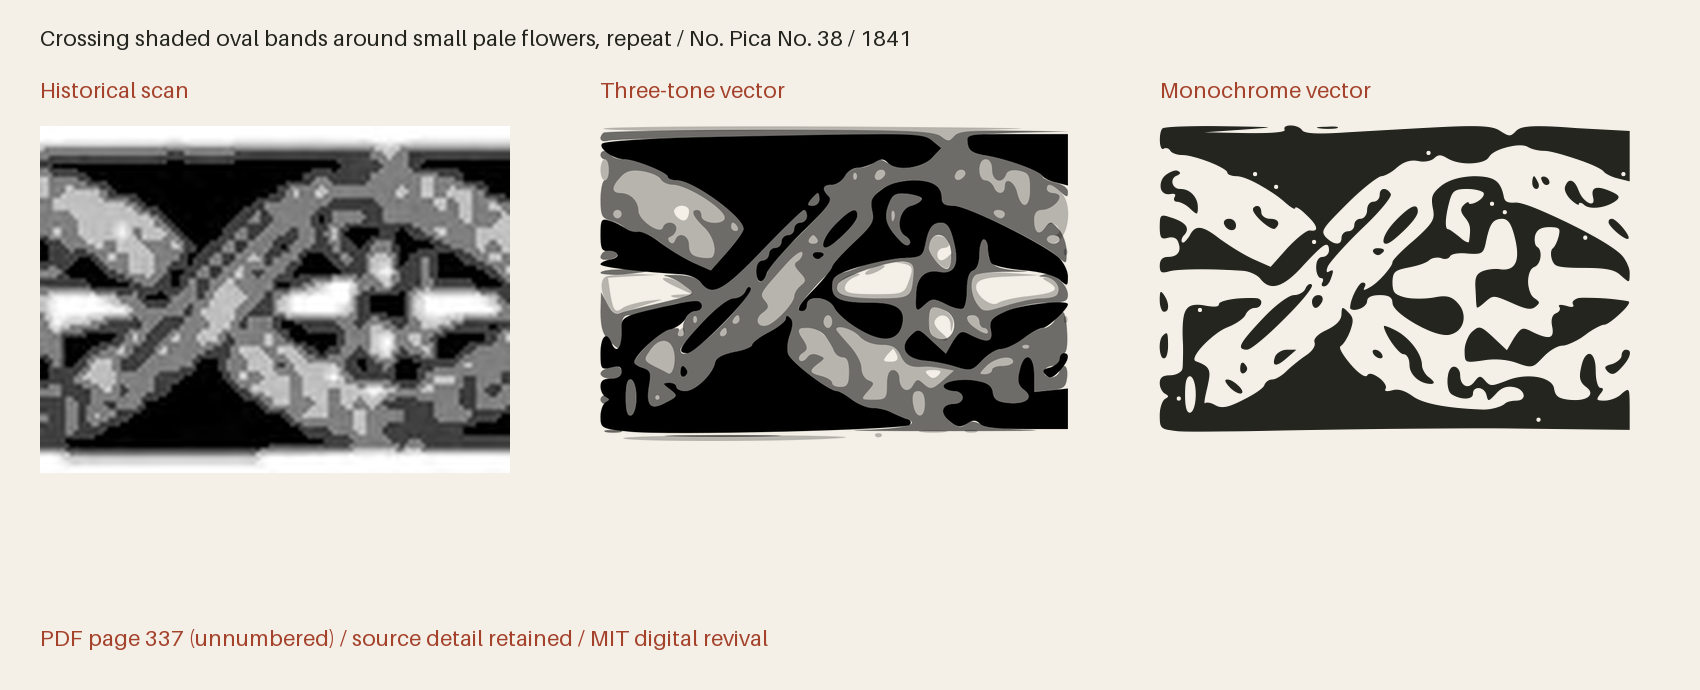 Crossing shaded oval bands around small pale flowers, repeat / No. Pica No. 38 / 1841
Historical scan
Three-tone vector
Monochrome vector
PDF page 337 (unnumbered) / source detail retained / MIT digital revival